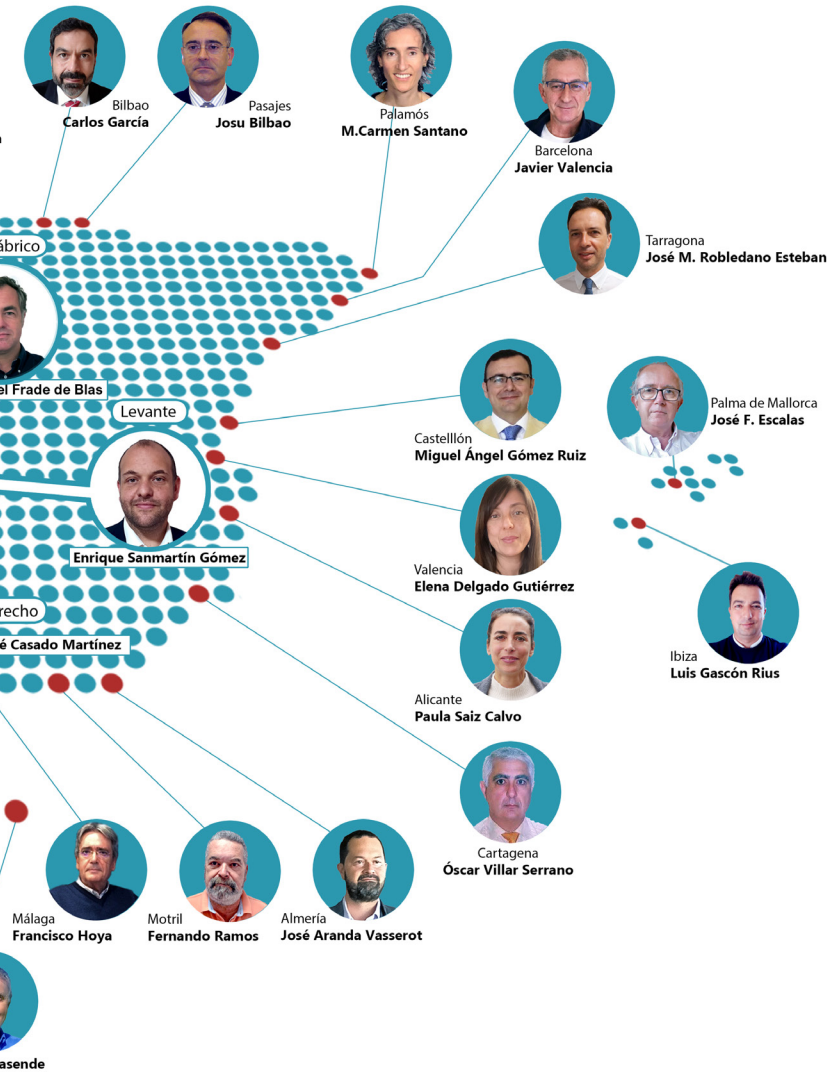 Bilbao
Carlos García
Pasajes
Josu Bilbao
Palamós
M.Carmen Santano
Barcelona
Javier Valencia
Tarragona
José M. Robledano Esteban
ábrico
el Frade de Blas
Levante
Enrique Sanmartín Gómez
Castelllón
Miguel Ángel Gómez Ruiz
Palma de Mallorca
José F. Escalas
Valencia
Elena Delgado Gutiérrez
recho
é Casado Martínez
Ibiza
Luis Gascón Rius
Alicante
Paula Saiz Calvo
Cartagena
Óscar Villar Serrano
Málaga
Francisco Hoya
Motril
Fernando Ramos
Almería
José Aranda Vasserot
asende